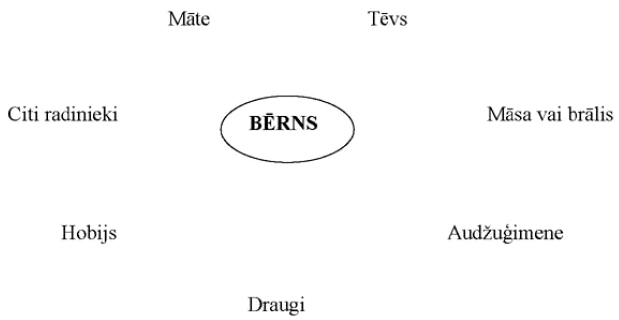 Māte
Tēvs
Citi radinieki
BĒRNS
Māsa vai brālis
Hobijs
Audžuģimene
Draugi